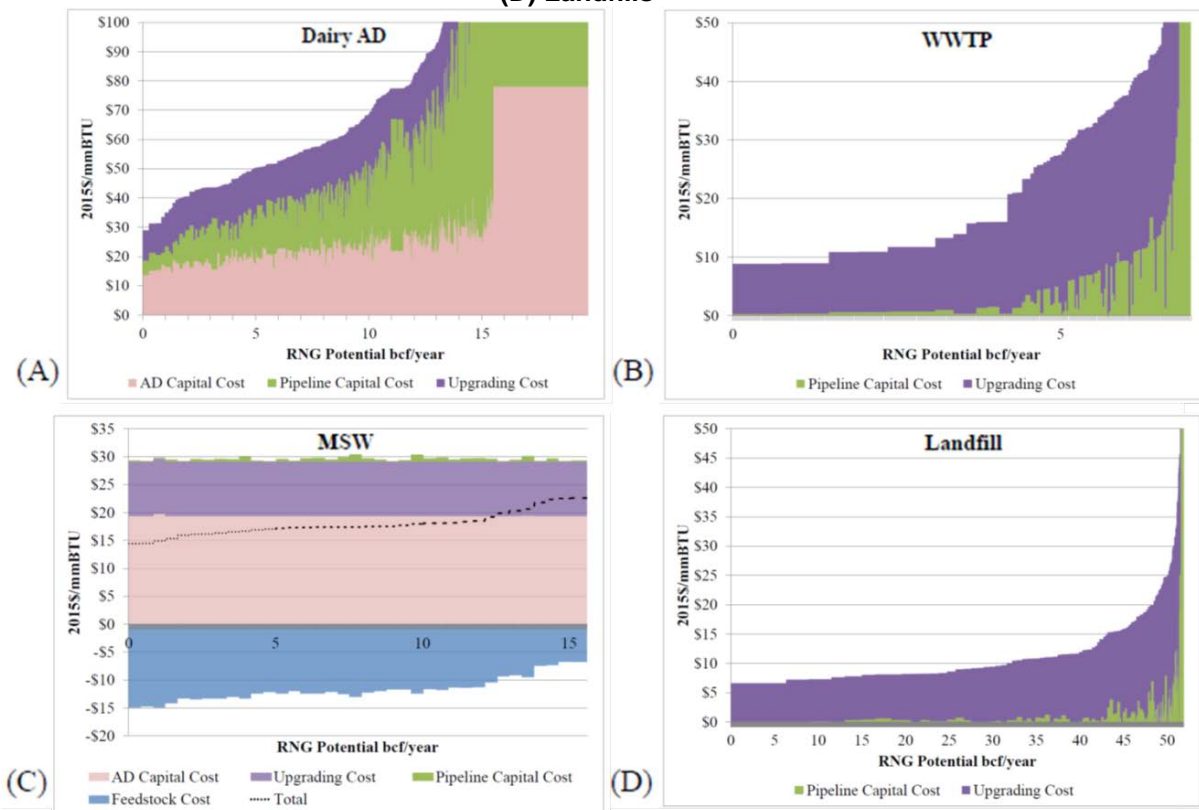 (D) Landfills
Dairy AD
$100
$90
$80
$70
$60
$50
$40
$30
$20
$10
$0
2015$/mmBTU
0 5 10 15
RNG Potential bcf/year
AD Capital Cost Pipeline Capital Cost Upgrading Cost
(A)
WWTP
$50
$40
$30
$20
$10
$0
2015$/mmBTU
0 5
RNG Potential bcf/year
Pipeline Capital Cost Upgrading Cost
(B)
MSW
$35
$30
$25
$20
$15
$10
$5
$0
-$5
-$10
-$15
-$20
2015$/mmBTU
0 5 10 15
RNG Potential bcf/year
AD Capital Cost Upgrading Cost Pipeline Capital Cost
Feedstock Cost Total
(C)
Landfill
$50
$45
$40
$35
$30
$25
$20
$15
$10
$5
$0
2015$/mmBTU
0 5 10 15 20 25 30 35 40 45 50
RNG Potential bcf/year
Pipeline Capital Cost Upgrading Cost
(D)